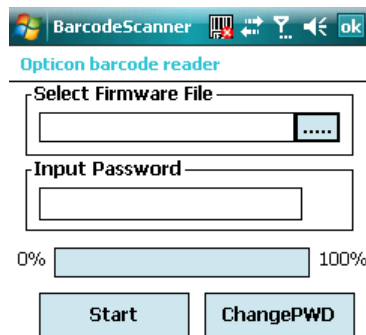 BarcodeScanner ok
Opticon barcode reader
Select Firmware File
.....
Input Password
0% 100%
Start ChangePWD